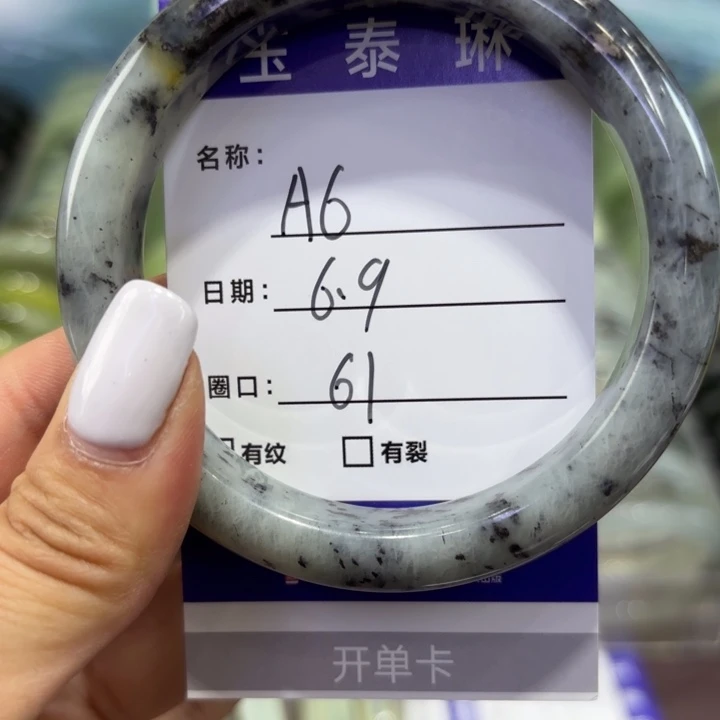 玉泰琳
名称： A6
日期： 6.9
圈口： 61
有纹 有裂
开单卡